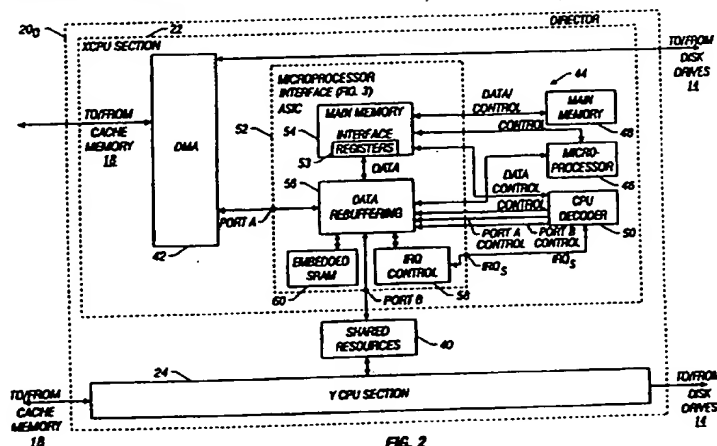 20₀
DIRECTOR
XCPU SECTION
22
TO/FROM
DISK
DRIVES
14
MICROPROCESSOR
INTERFACE (FIG. 3)
ASIC
44
TO/FROM
CACHE
MEMORY
18
DMA
42
52
54
MAIN MEMORY
INTERFACE
REGISTERS
53
DATA
DATA/
CONTROL
CONTROL
MAIN
MEMORY
48
MICRO-
PROCESSOR
46
56
DATA
REBUFFERING
PORT A
DATA
CONTROL
CONTROL
PORT A
CONTROL
PORT B
CONTROL
CPU
DECODER
50
EMBEDDED
SRAM
60
IRQ
CONTROL
58
IRQS
IRQS
PORT B
SHARED
RESOURCES
40
24
Y CPU SECTION
TO/FROM
CACHE
MEMORY
18
TO/FROM
DISK
DRIVES
14
FIG. 2